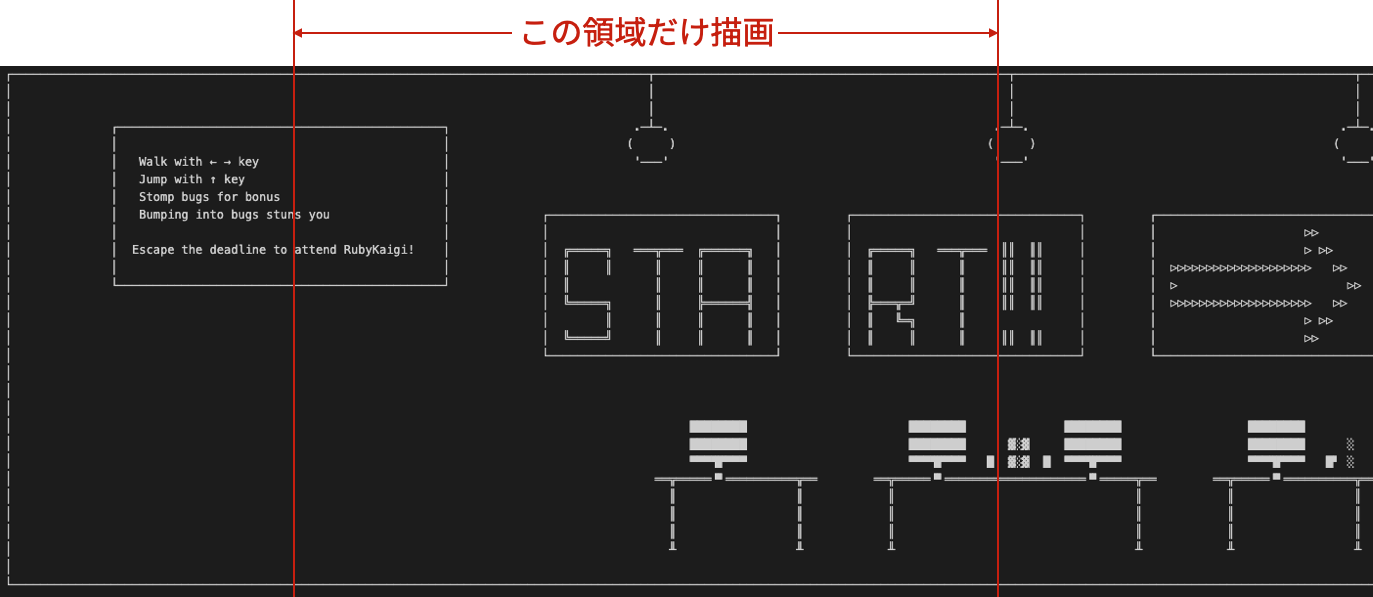 この領域だけ描画
Walk with ← → key
Jump with ↑ key
Stomp bugs for bonus
Bumping into bugs stuns you
Escape the deadline to attend RubyKaigi!
START!!